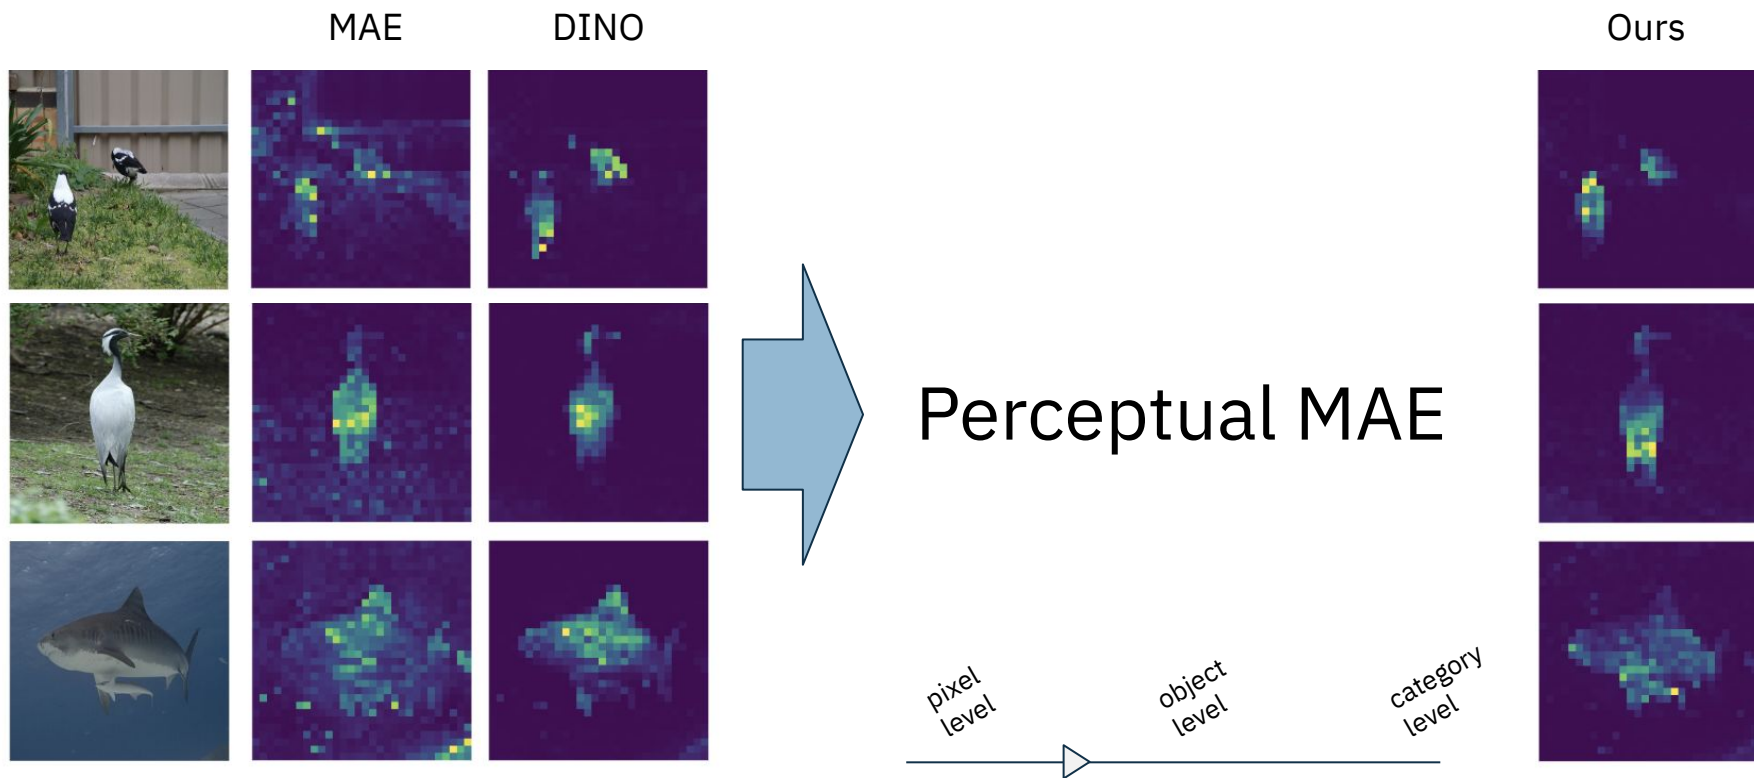 MAE
DINO
Ours
Perceptual MAE
pixel
level
object
level
category
level